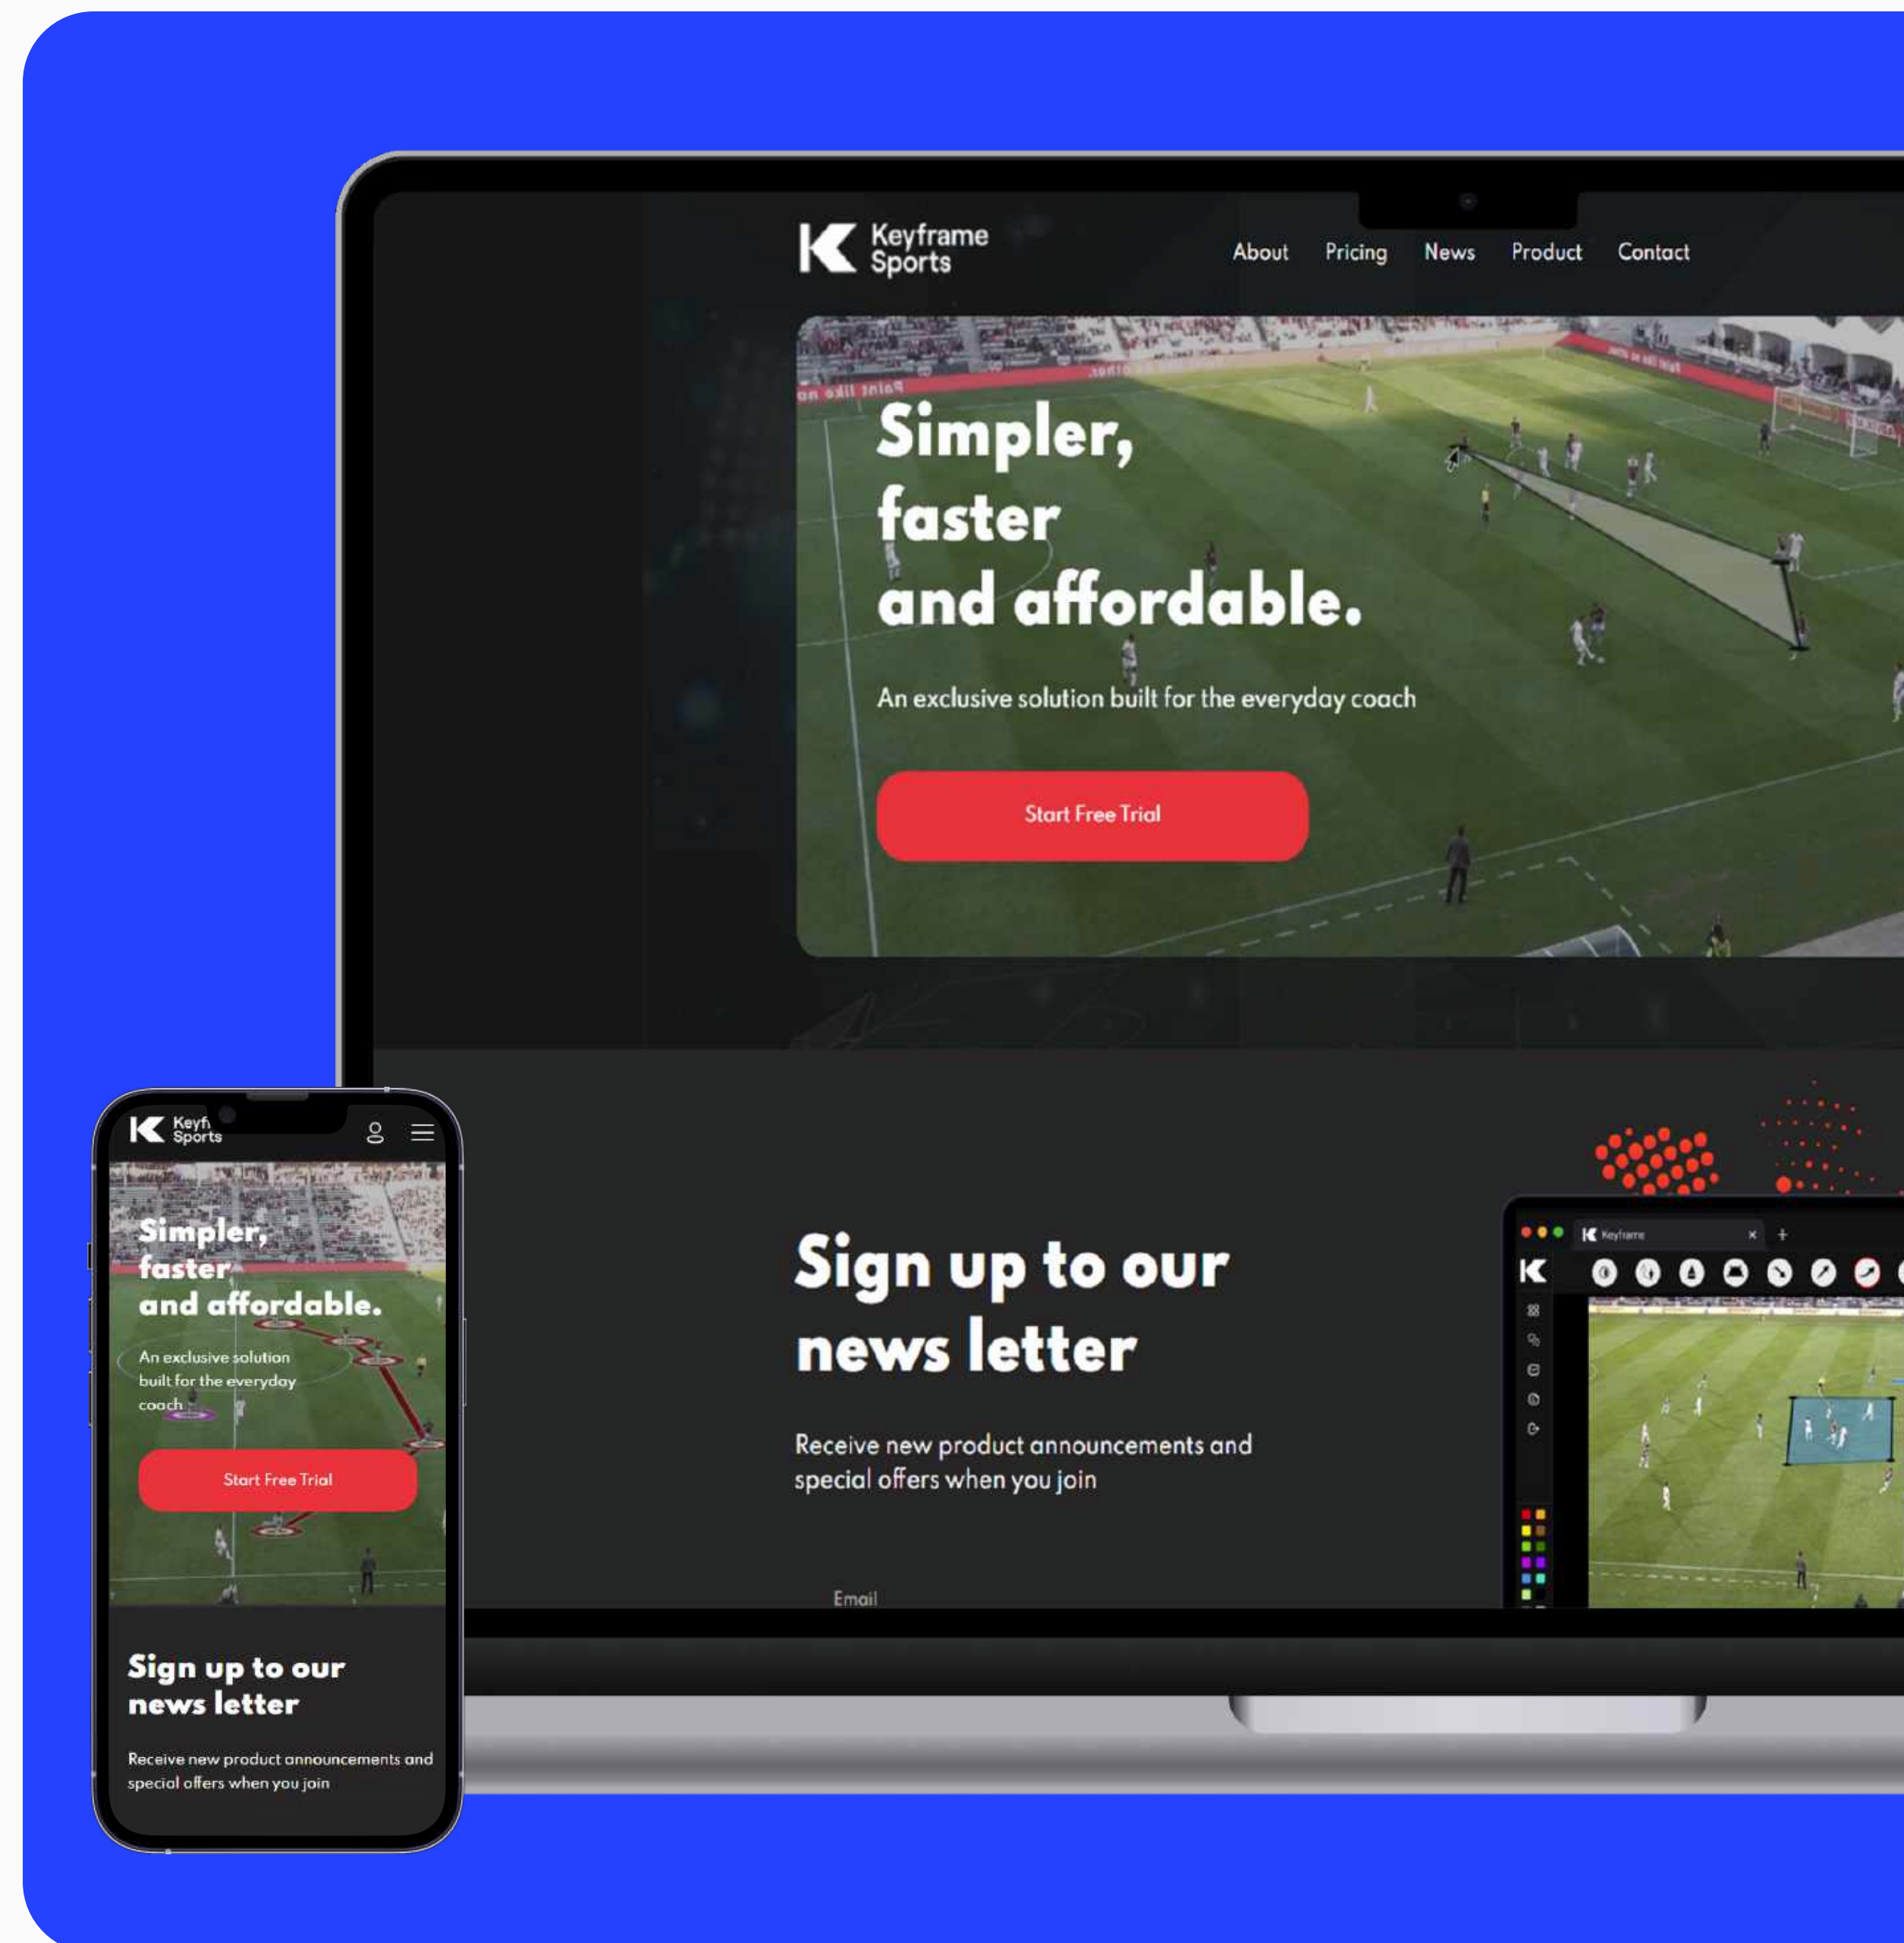 Keyframe
Sports
About Pricing News Product Contact
Simpler,
faster
and affordable.
An exclusive solution built for the everyday coach
Start Free Trial
Sign up to our
news letter
Receive new product announcements and
special offers when you join
Email
Keyframe
Sports
Simpler,
faster
and affordable.
An exclusive solution
built for the everyday
coach
Start Free Trial
Sign up to our
news letter
Receive new product announcements and
special offers when you join